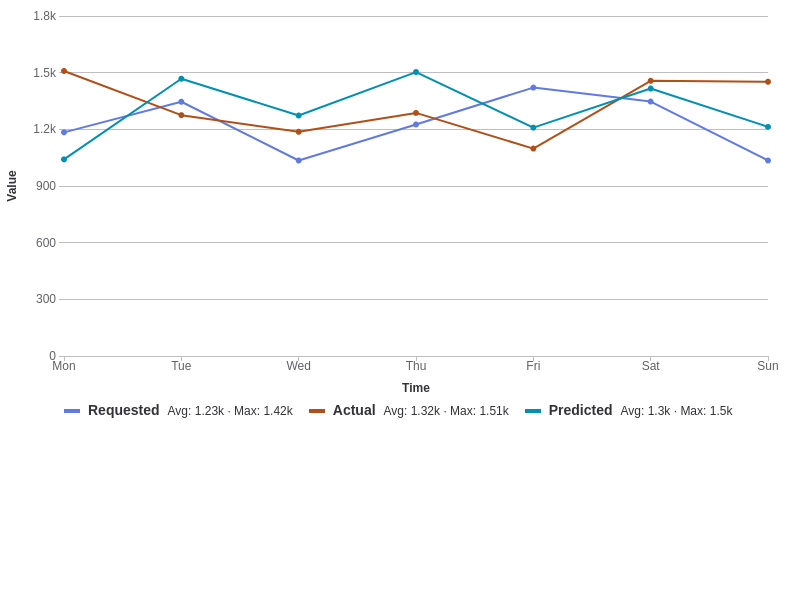 1.8k
1.5k
1.2k
900
600
300
0
Value
Mon Tue Wed Thu Fri Sat Sun
Time
Requested Avg: 1.23k · Max: 1.42k Actual Avg: 1.32k · Max: 1.51k Predicted Avg: 1.3k · Max: 1.5k